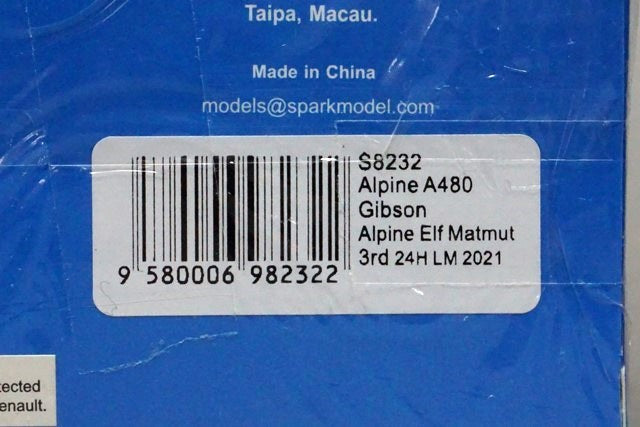 Taipa, Macau.
Made in China
models@sparkmodel.com
S8232
Alpine A480
Gibson
Alpine Elf Matmut
3rd 24H LM 2021
9 580006 982322